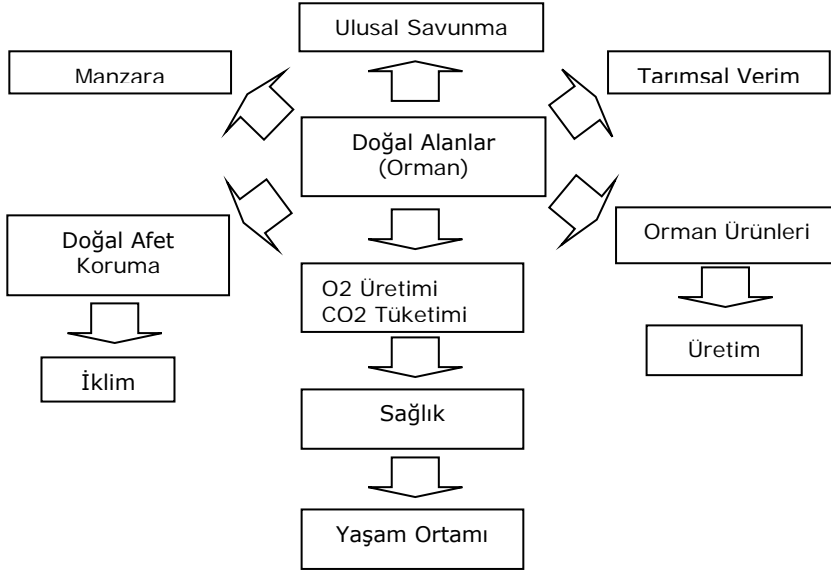 Ulusal Savunma
Manzara
Tarımsal Verim
Doğal Alanlar
(Orman)
Doğal Afet
Koruma
Orman Ürünleri
O2 Üretimi
CO2 Tüketimi
İklim
Üretim
Sağlık
Yaşam Ortamı